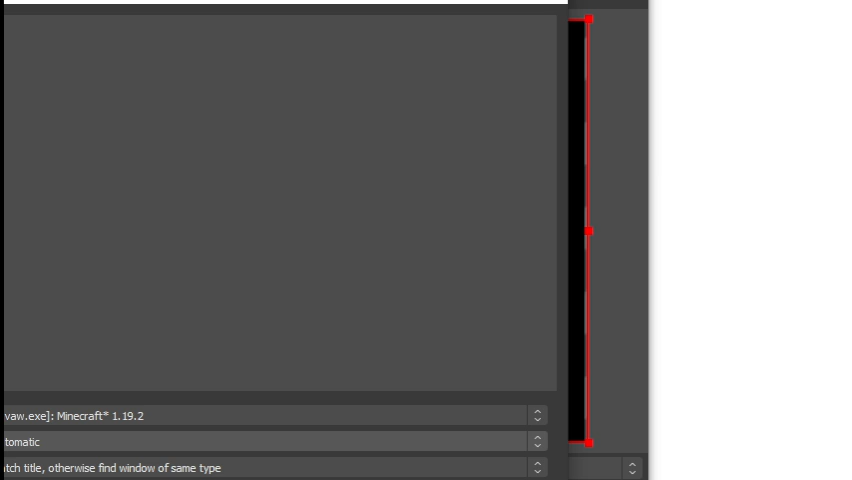 vaw.exe]: Minecraft* 1.19.2
tomatic
tch title, otherwise find window of same type